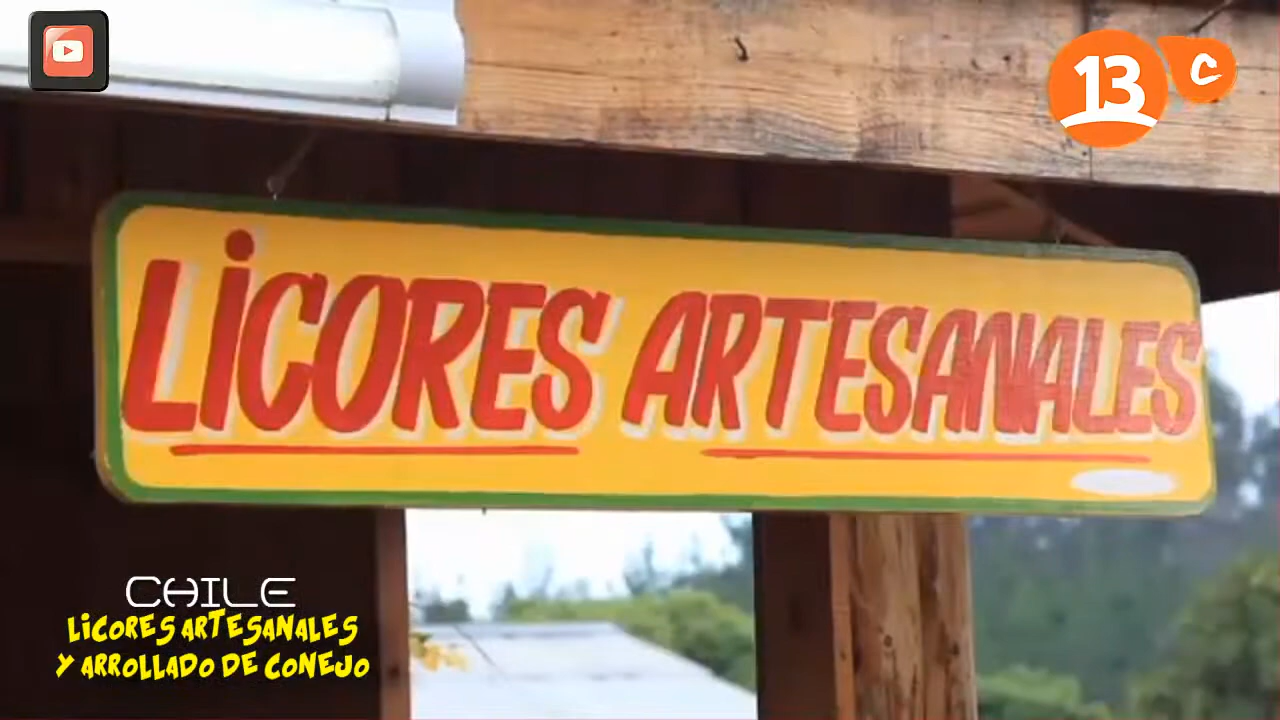 13 C
LiCORES ARTESANALES
CHILE
LiCORES ARTESANALES
Y ARROLLADO DE CONEJO